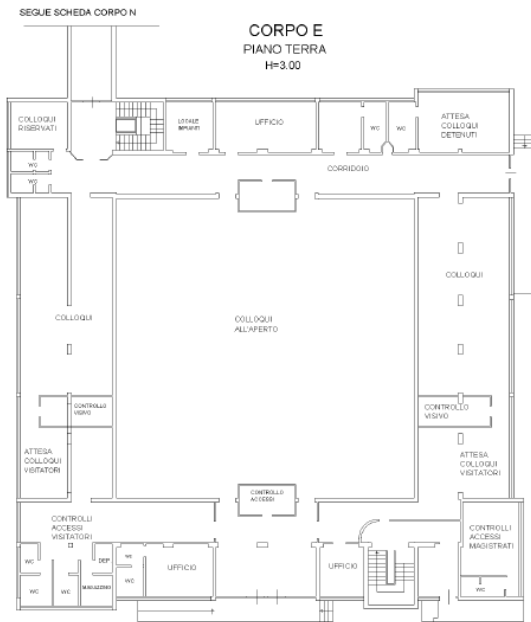 SEGUE SCHEDA CORPO N
CORPO E
PIANO TERRA
H=3.00
COLLOQUI
RISERVATI
LOCALE
IMPIANTI
UFFICIO
WC
WC
ATTESA
COLLOQUI
DETENUTI
WC
WC
CORRIDOIO
COLLOQUI
COLLOQUI
COLLOQUI
ALL'APERTO
CONTROLLO
VISIVO
CONTROLLO
VISIVO
ATTESA
COLLOQUI
VISITATORI
ATTESA
COLLOQUI
VISITATORI
CONTROLLO
ACCESSI
CONTROLLI
ACCESSI
VISITATORI
CONTROLLI
ACCESSI
MAGISTRATI
WC
DEP.
WC
UFFICIO
UFFICIO
WC
WC
MAGAZZINO
WC
WC